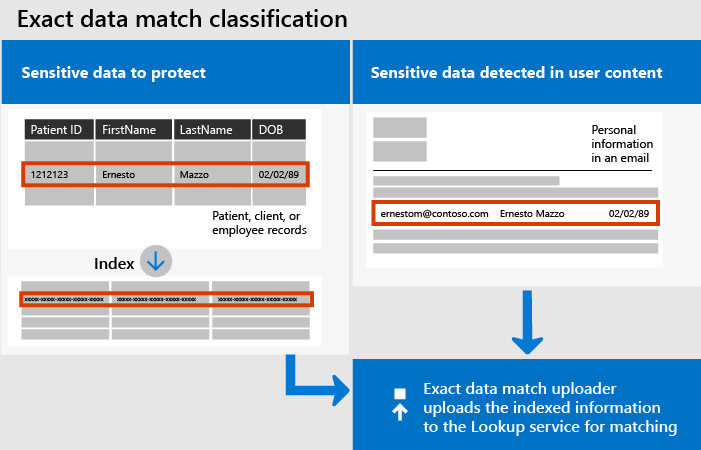 Exact data match classification
Sensitive data to protect
Patient ID FirstName LastName DOB
1212123 Ernesto Mazzo 02/02/89
Patient, client, or
employee records
Index
xxxxx-xxxxx-xxxxx-xxxxx-xxxxx xxxxx-xxxxx-xxxxx-xxxxx-xxxxx xxxxx-xxxxx-xxxxx-xxxxx-xxxxx
Sensitive data detected in user content
Personal
information
in an email
ernestom@contoso.com Ernesto Mazzo 02/02/89
Exact data match uploader
uploads the indexed information
to the Lookup service for matching